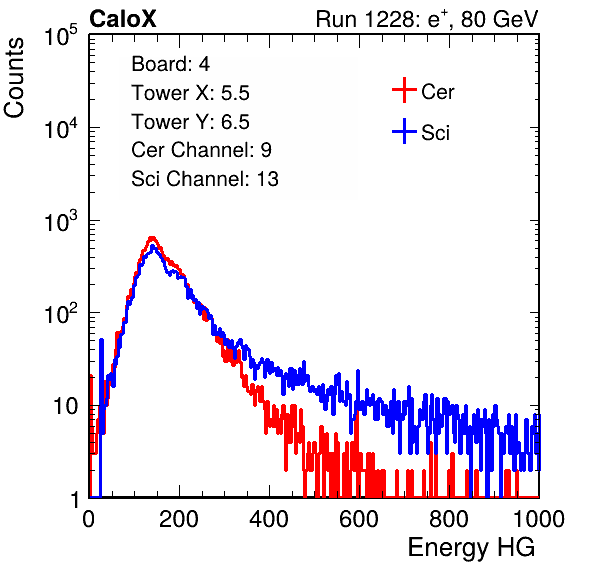 CaloX Run 1228: e⁺, 80 GeV
Counts
10⁵
10⁴
10³
10²
10
1
Board: 4
Tower X: 5.5
Tower Y: 6.5
Cer Channel: 9
Sci Channel: 13
Cer
Sci
0 200 400 600 800 1000
Energy HG